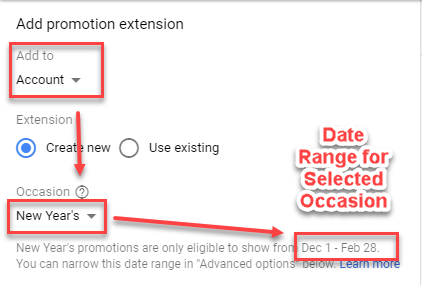 Add promotion extension
Add to
Account
Extension
Create new
Use existing
Date
Range for
Selected
Occasion
Occasion
New Year's
New Year's promotions are only eligible to show from Dec 1 - Feb 28.
You can narrow this date range in "Advanced options" below. Learn more